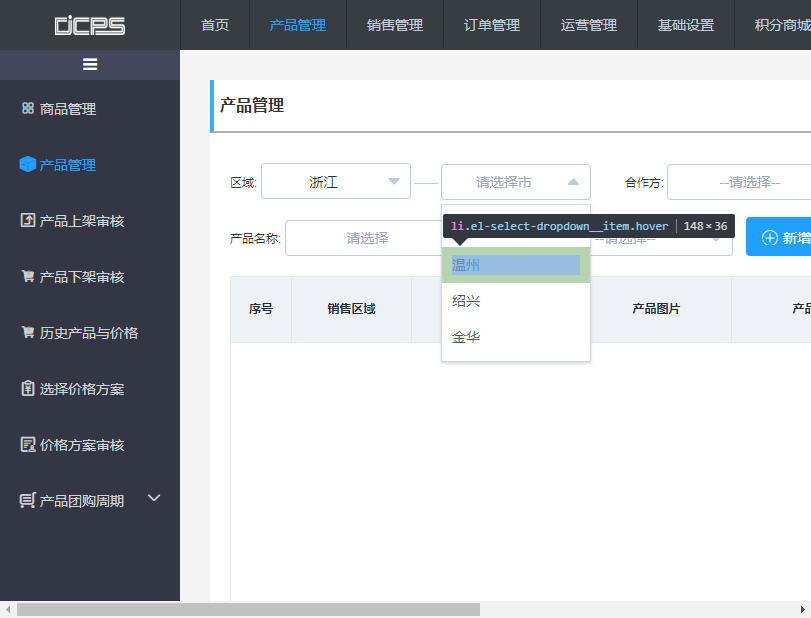 CJCPS
首页 产品管理 销售管理 订单管理 运营管理 基础设置 积分商城
商品管理
产品管理
产品上架审核
产品下架审核
历史产品与价格
选择价格方案
价格方案审核
产品团购周期
产品管理
区域: 浙江 请选择市 合作方: --请选择--
产品名称: 请选择 --请选择-- 新增
li.el-select-dropdown__item.hover 148×36
温州
绍兴
金华
序号 销售区域 产品图片 产品